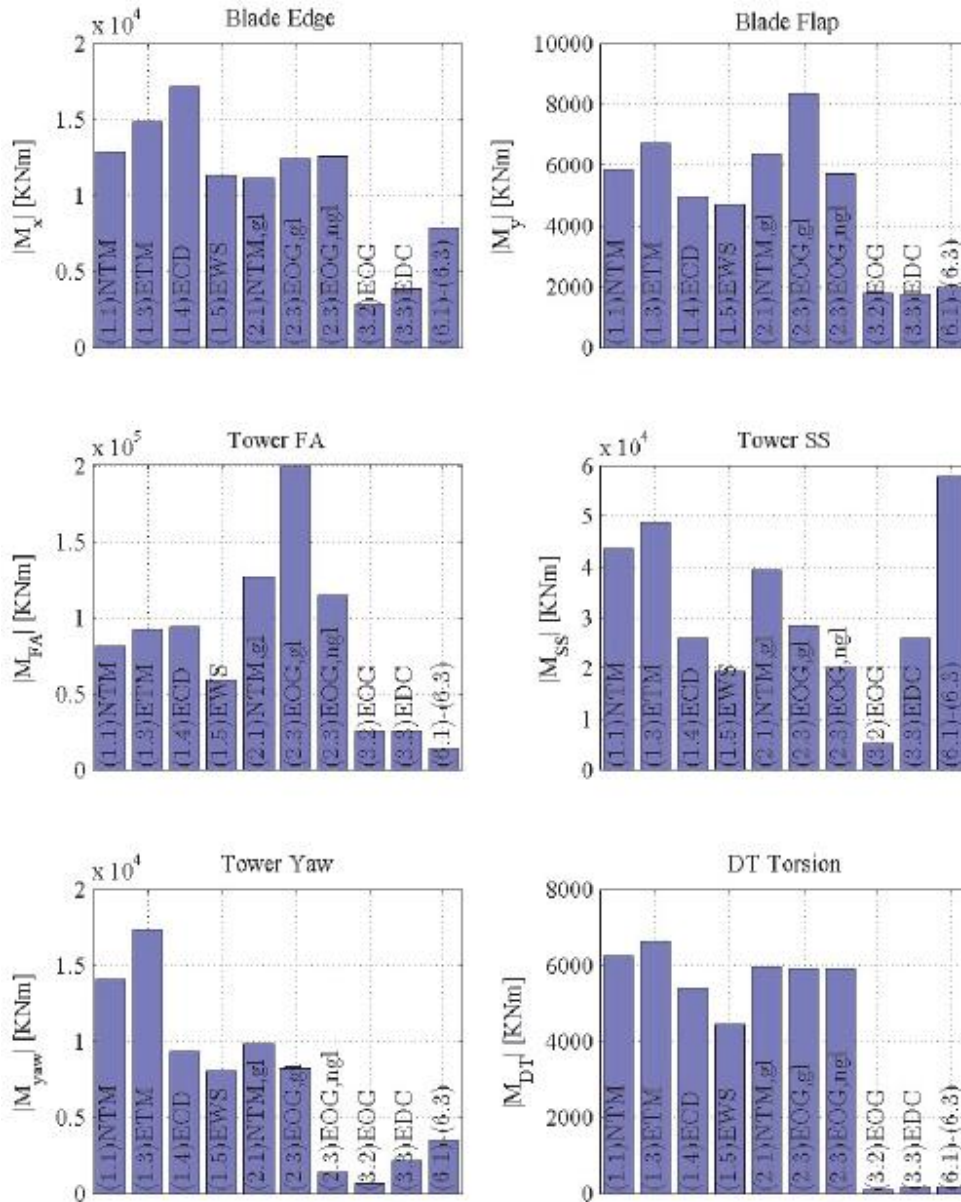 Blade Edge
x 10^4
2
1.5
1
0.5
0
|M_x| [KNm]
(1.1)NTM
(1.3)ETM
(1.4)ECD
(1.5)EWS
(2.1)NTM,gl
(2.3)EOG,gl
(2.3)EOG,ngl
(3.2)EOG
(3.3)EDC
(6.1)-(6.3)
Blade Flap
10000
8000
6000
4000
2000
0
|M_y| [KNm]
(1.1)NTM
(1.3)ETM
(1.4)ECD
(1.5)EWS
(2.1)NTM,gl
(2.3)EOG,gl
(2.3)EOG,ngl
(3.2)EOG
(3.3)EDC
(6.1)-(6.3)
Tower FA
x 10^5
2
1.5
1
0.5
0
|M_FA| [KNm]
(1.1)NTM
(1.3)ETM
(1.4)ECD
(1.5)EWS
(2.1)NTM,gl
(2.3)EOG,gl
(2.3)EOG,ngl
(3.2)EOG
(3.3)EDC
(6.1)-(6.3)
Tower SS
x 10^4
6
5
4
3
2
1
0
|M_SS| [KNm]
(1.1)NTM
(1.3)ETM
(1.4)ECD
(1.5)EWS
(2.1)NTM,gl
(2.3)EOG,gl
(2.3)EOG,ngl
(3.2)EOG
(3.3)EDC
(6.1)-(6.3)
Tower Yaw
x 10^4
2
1.5
1
0.5
0
|M_yaw| [KNm]
(1.1)NTM
(1.3)ETM
(1.4)ECD
(1.5)EWS
(2.1)NTM,gl
(2.3)EOG,gl
(2.3)EOG,ngl
(3.2)EOG
(3.3)EDC
(6.1)-(6.3)
DT Torsion
8000
6000
4000
2000
0
|M_DT| [KNm]
(1.1)NTM
(1.3)ETM
(1.4)ECD
(1.5)EWS
(2.1)NTM,gl
(2.3)EOG,gl
(2.3)EOG,ngl
(3.2)EOG
(3.3)EDC
(6.1)-(6.3)